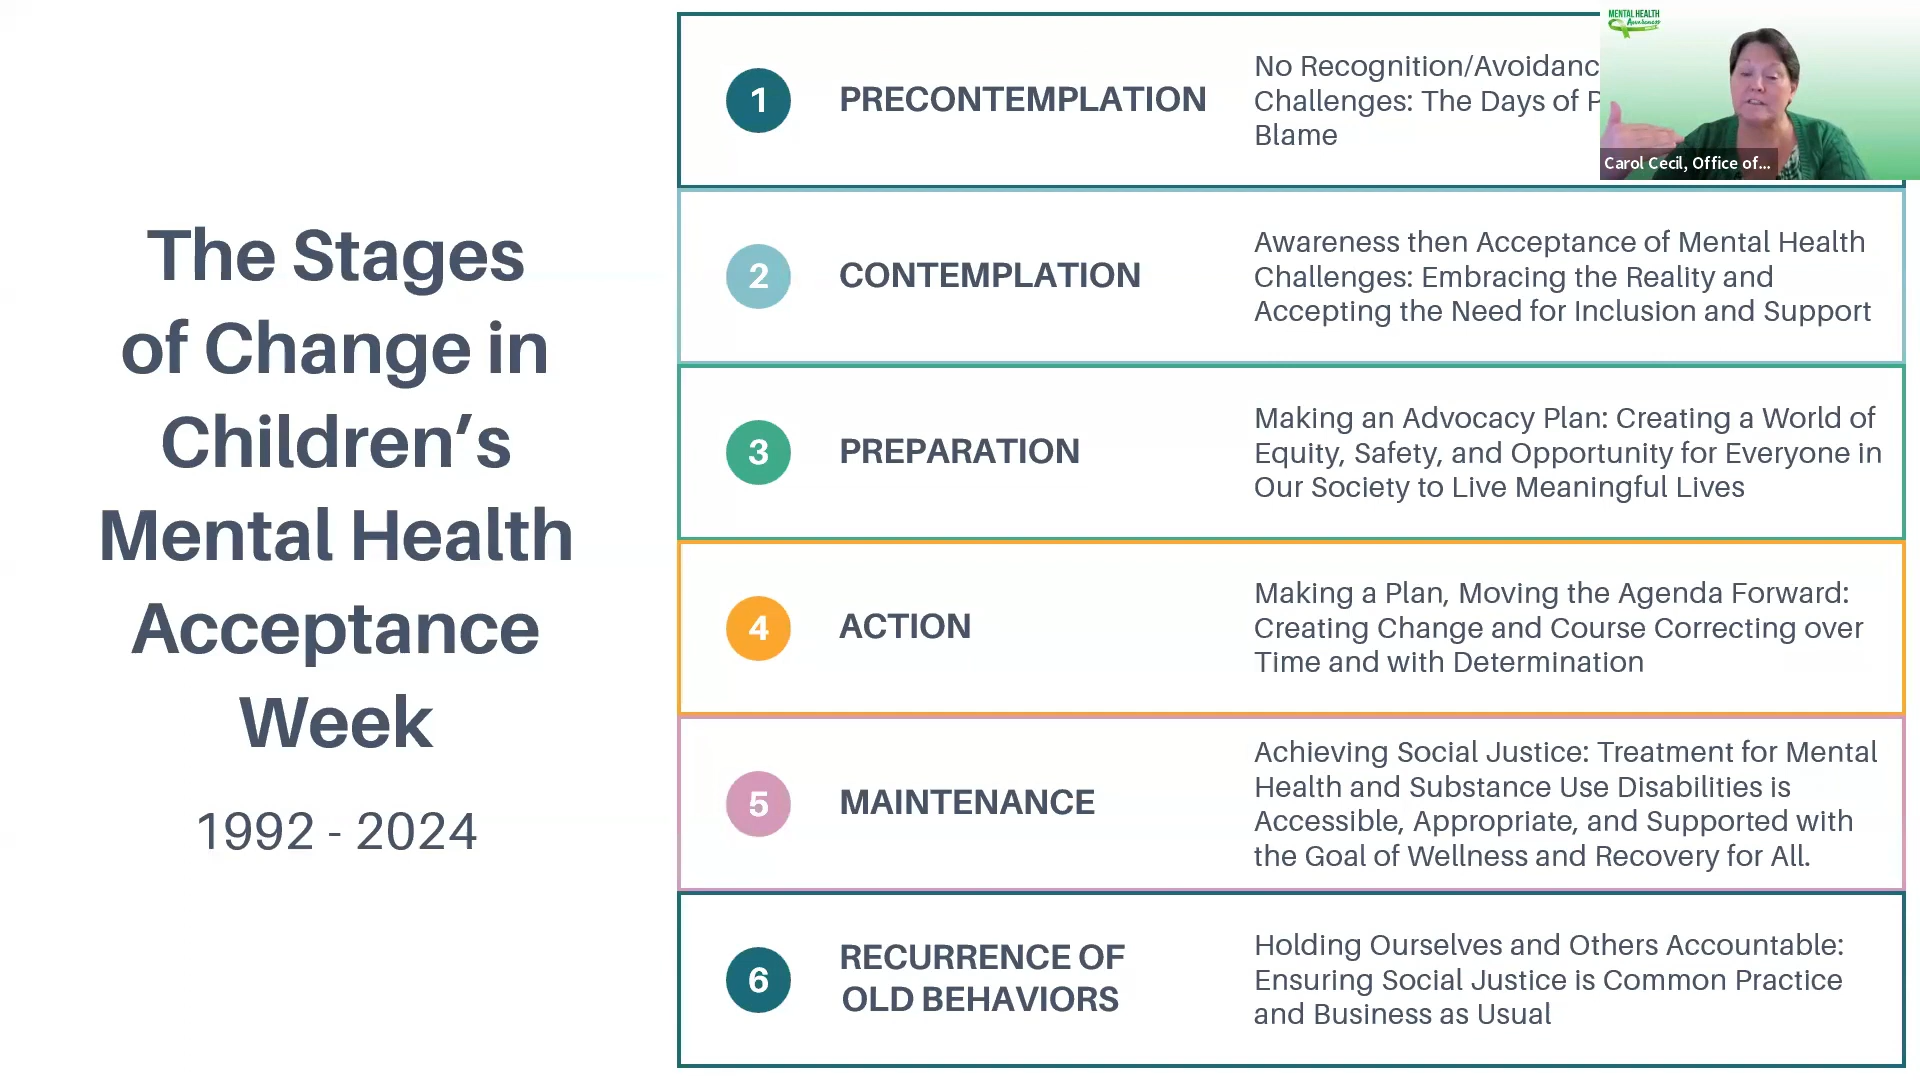 The Stages
of Change in
Children’s
Mental Health
Acceptance
Week
1992 - 2024
1
PRECONTEMPLATION
No Recognition/Avoidanc
Challenges: The Days of
Blame
2
CONTEMPLATION
Awareness then Acceptance of Mental Health
Challenges: Embracing the Reality and
Accepting the Need for Inclusion and Support
3
PREPARATION
Making an Advocacy Plan: Creating a World of
Equity, Safety, and Opportunity for Everyone in
Our Society to Live Meaningful Lives
4
ACTION
Making a Plan, Moving the Agenda Forward:
Creating Change and Course Correcting over
Time and with Determination
5
MAINTENANCE
Achieving Social Justice: Treatment for Mental
Health and Substance Use Disabilities is
Accessible, Appropriate, and Supported with
the Goal of Wellness and Recovery for All.
6
RECURRENCE OF
OLD BEHAVIORS
Holding Ourselves and Others Accountable:
Ensuring Social Justice is Common Practice
and Business as Usual
MENTAL HEALTH
Awareness
Carol Cecil, Office of...